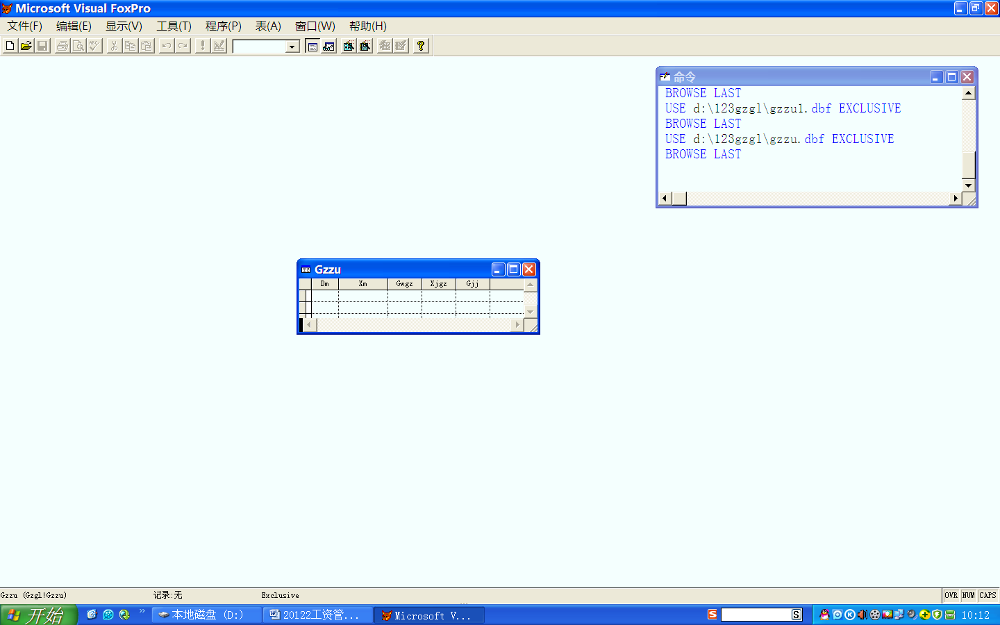 Microsoft Visual FoxPro
文件(F) 编辑(E) 显示(V) 工具(T) 程序(P) 表(A) 窗口(W) 帮助(H)
命令
BROWSE LAST
USE d:\123gzgl\gzzu1.dbf EXCLUSIVE
BROWSE LAST
USE d:\123gzgl\gzzu.dbf EXCLUSIVE
BROWSE LAST
Gzzu
Dm Xm Gwgz Xjgz Gjj
Gzzu (Gzgl!Gzzu) 记录:无 Exclusive OVR NUM CAPS
开始 本地磁盘 (D:) 20122工资管... Microsoft V... S S 10:12